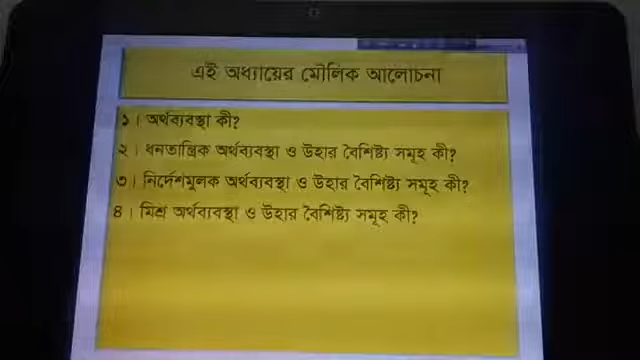 এই অধ্যায়ের মৌলিক আলোচনা
১। অর্থব্যবস্থা কী?
২। ধনতান্ত্রিক অর্থব্যবস্থা ও উহার বৈশিষ্ট্য সমূহ কী?
৩। নির্দেশমূলক অর্থব্যবস্থা ও উহার বৈশিষ্ট্য সমূহ কী?
৪। মিশ্র অর্থব্যবস্থা ও উহার বৈশিষ্ট্য সমূহ কী?